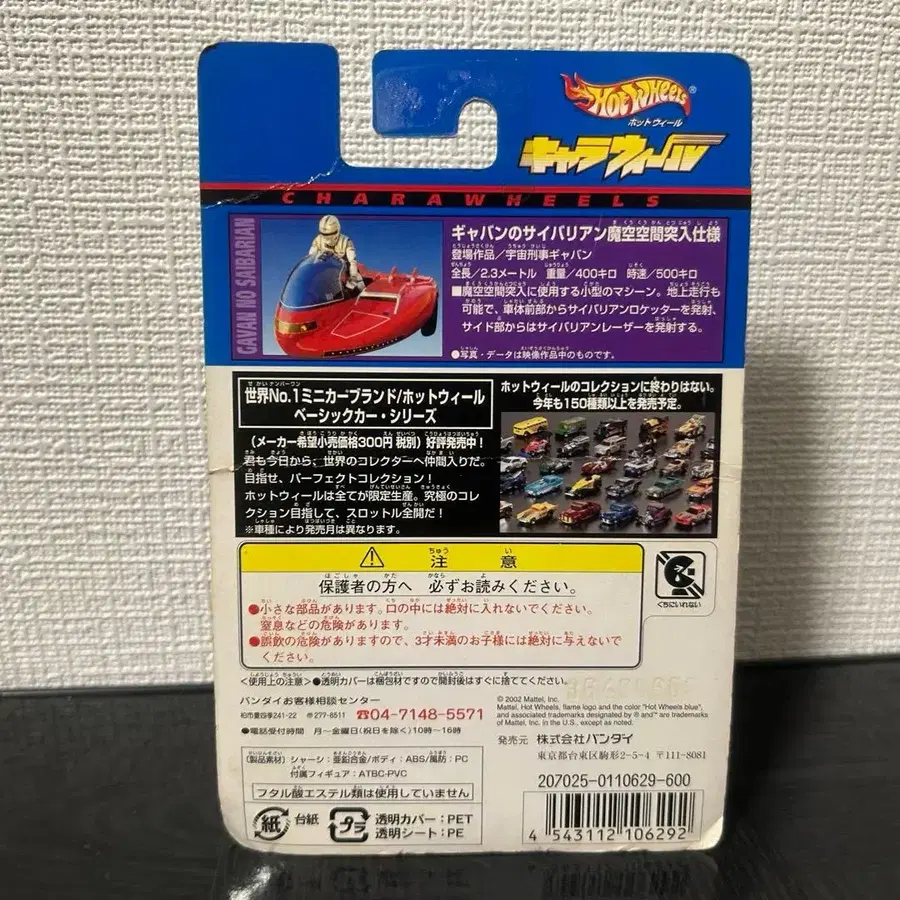 HOT WHEELS®
ホットウィール
キャラウィール
CHARAWHEELS
GAVAN NO SAIBARIAN
ギャバンのサイバリアン魔空空間突入仕様
登場作品/宇宙刑事ギャバン
全長/2.3メートル 重量/400キロ 時速/500キロ
■魔空空間突入に使用する小型のマシーン。地上走行も
可能で、車体前部からサイバリアンロケッターを発射、
サイド部からはサイバリアンレーザーを発射する。
●写真・データは映像作品中のものです。
世界No.1ミニカーブランド/ホットウィール
ベーシックカー・シリーズ
(メーカー希望小売価格300円 税別)好評発売中!
君も今日から、世界のコレクターへ仲間入りだ。
目指せ、パーフェクトコレクション!
ホットウィールは全てが限定生産。究極のコレ
クション目指して、スロットル全開だ!
※車種により発売月は異なります。
ホットウィールのコレクションに終わりはない。
今年も150種類以上を発売予定。
注意
保護者の方へ 必ずお読みください。
●小さな部品があります。口の中には絶対に入れないでください。
窒息などの危険があります。
●誤飲の危険がありますので、3才未満のお子様には絶対に与えないで
ください。
くちにいれない
<使用上の注意>●透明カバーは梱包材ですので開封後はすぐに捨ててください。
バンダイお客様相談センター
柏市豊四季241-22 〠277-8511 ☎04-7148-5571
●電話受付時間 月~金曜日(祝日を除く)10時~16時
© 2002 Mattel, Inc.
Mattel, Hot Wheels, flame logo and the color "Hot Wheels blue",
and associated trademarks designated by ® and™ are trademarks
of Mattel, Inc. in the U.S., except as noted.
発売元 株式会社バンダイ
東京都台東区駒形2-5-4 〒111-8081
(製品素材) シャーシ:亜鉛合金/ボディ:ABS/風防:PC
付属フィギュア:ATBC-PVC
フタル酸エステル類は使用していません
紙 台紙
プラ 透明カバー:PET
透明シート:PE
207025-0110629-600
4 543112 106292